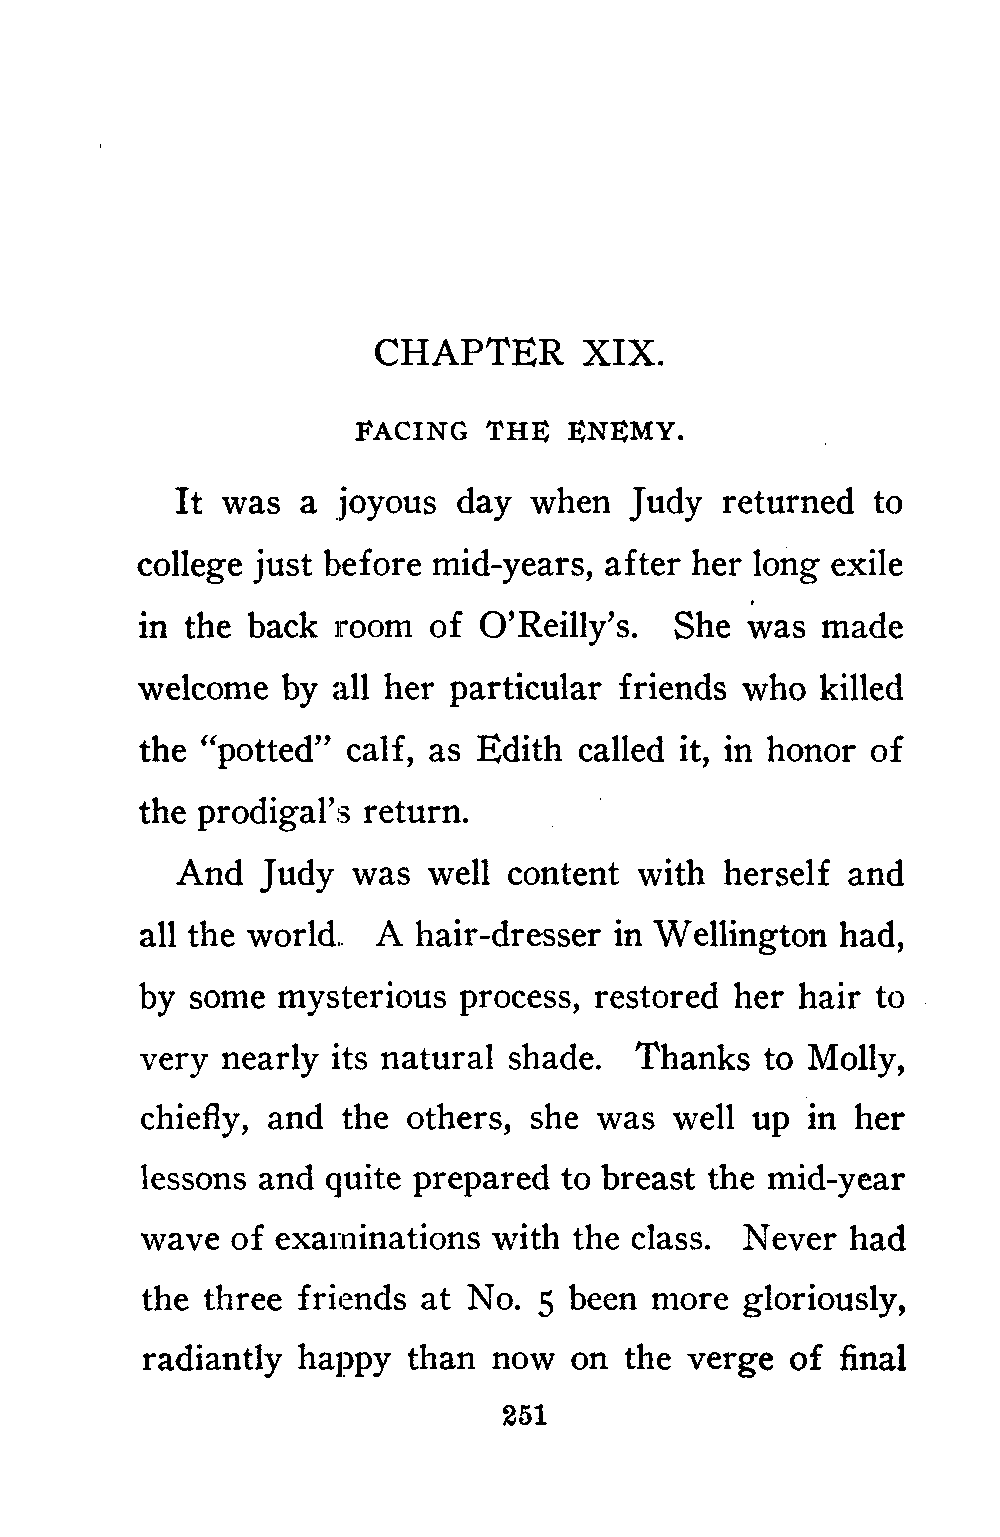 CHAPTER XIX.
FACING THE ENEMY.
It was a joyous day when Judy returned to
college just before mid-years, after her long exile
in the back room of O'Reilly's. She was made
welcome by all her particular friends who killed
the “potted” calf, as Edith called it, in honor of
the prodigal's return.
And Judy was well content with herself and
all the world. A hair-dresser in Wellington had,
by some mysterious process, restored her hair to
very nearly its natural shade. Thanks to Molly,
chiefly, and the others, she was well up in her
lessons and quite prepared to breast the mid-year
wave of examinations with the class. Never had
the three friends at No. 5 been more gloriously,
radiantly happy than now on the verge of final
251